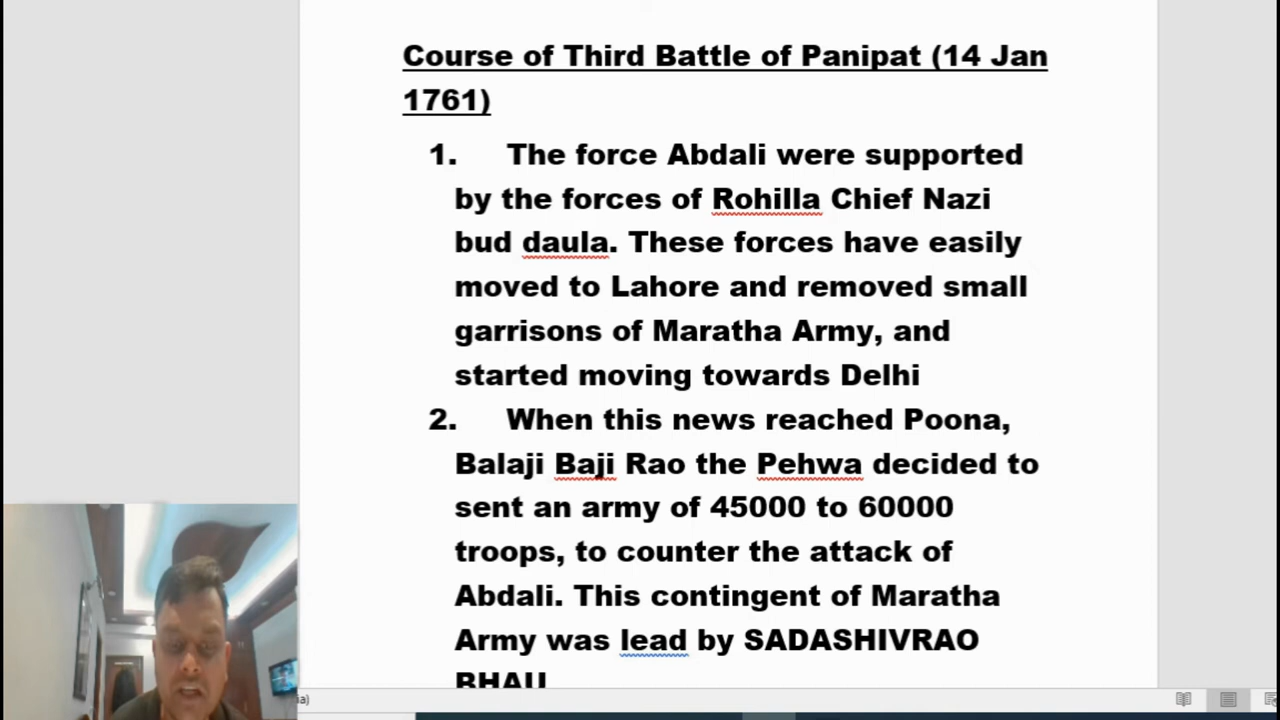 Course of Third Battle of Panipat (14 Jan
1761)
1. The force Abdali were supported
by the forces of Rohilla Chief Nazi
bud daula. These forces have easily
moved to Lahore and removed small
garrisons of Maratha Army, and
started moving towards Delhi
2. When this news reached Poona,
Balaji Baji Rao the Pehwa decided to
sent an army of 45000 to 60000
troops, to counter the attack of
Abdali. This contingent of Maratha
Army was lead by SADASHIVRAO
BHAU
ia)